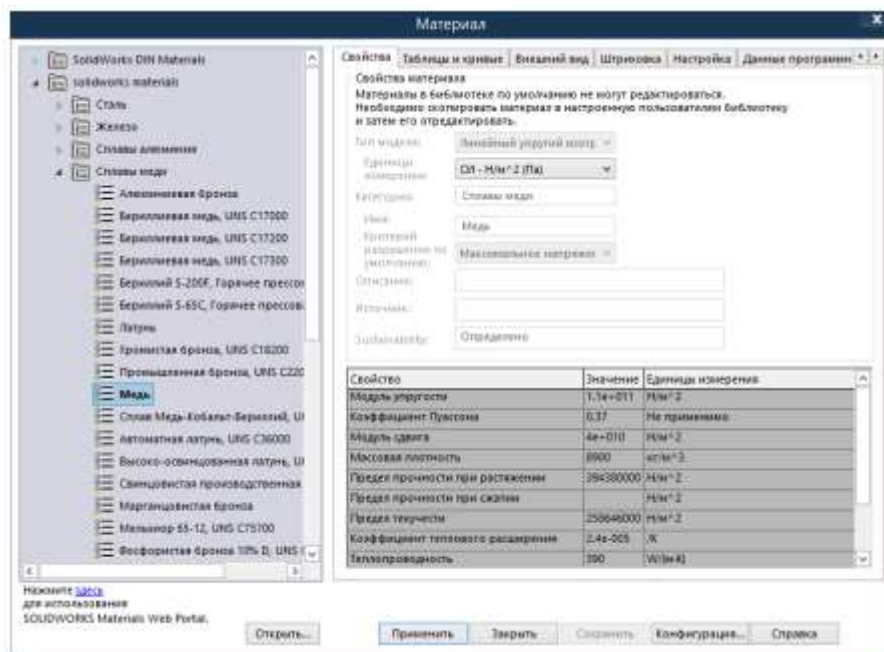 Материал
SolidWorks DIN Materials
solidworks materials
Сталь
Железо
Сплавы алюминия
Сплавы меди
Алюминиевая бронза
Бериллиевая медь, UNS C17000
Бериллиевая медь, UNS C17200
Бериллиевая медь, UNS C17300
Бериллий S-200F, Горячее прессов
Бериллий S-65C, Горячее прессов.
Латунь
Хромистая бронза, UNS C18200
Промышленная бронза, UNS C220
Медь
Сплав Медь-Кобальт-Бериллий, U
Автоматная латунь, UNS C36000
Высоко-освинцованная латунь, U
Свинцовистая производственная
Марганцовистая бронза
Мельхиор 65-12, UNS C75700
Фосфористая бронза 10% D, UNS
Нажмите здесь
для использования
SOLIDWORKS Materials Web Portal.
Открыть...
Свойства Таблицы и кривые Внешний вид Штриховка Настройка Данные программ
Свойства материала
Материалы в библиотеке по умолчанию не могут редактироваться.
Необходимо скопировать материал в настроенную пользователем библиотеку
и затем его отредактировать.
Тип модели: Линейный упругий изотр
Единицы измерения: СИ - Н/м^2 (Па)
Категория: Сплавы меди
Имя: Медь
Критерий разрушения по умолчанию: Максимальное напряжен
Описание:
Источник:
Sustainability: Определено
Свойство Значение Единицы измерения
Модуль упругости 1.1e+011 Н/м^2
Коэффициент Пуассона 0.37 Не применимо
Модуль сдвига 4e+010 Н/м^2
Массовая плотность 8900 кг/м^3
Предел прочности при растяжении 394380000 Н/м^2
Предел прочности при сжатии Н/м^2
Предел текучести 258646000 Н/м^2
Коэффициент теплового расширения 2.4e-005 /K
Теплопроводность 390 W/(m·K)
Применить Закрыть Сохранить Конфигурация... Справка